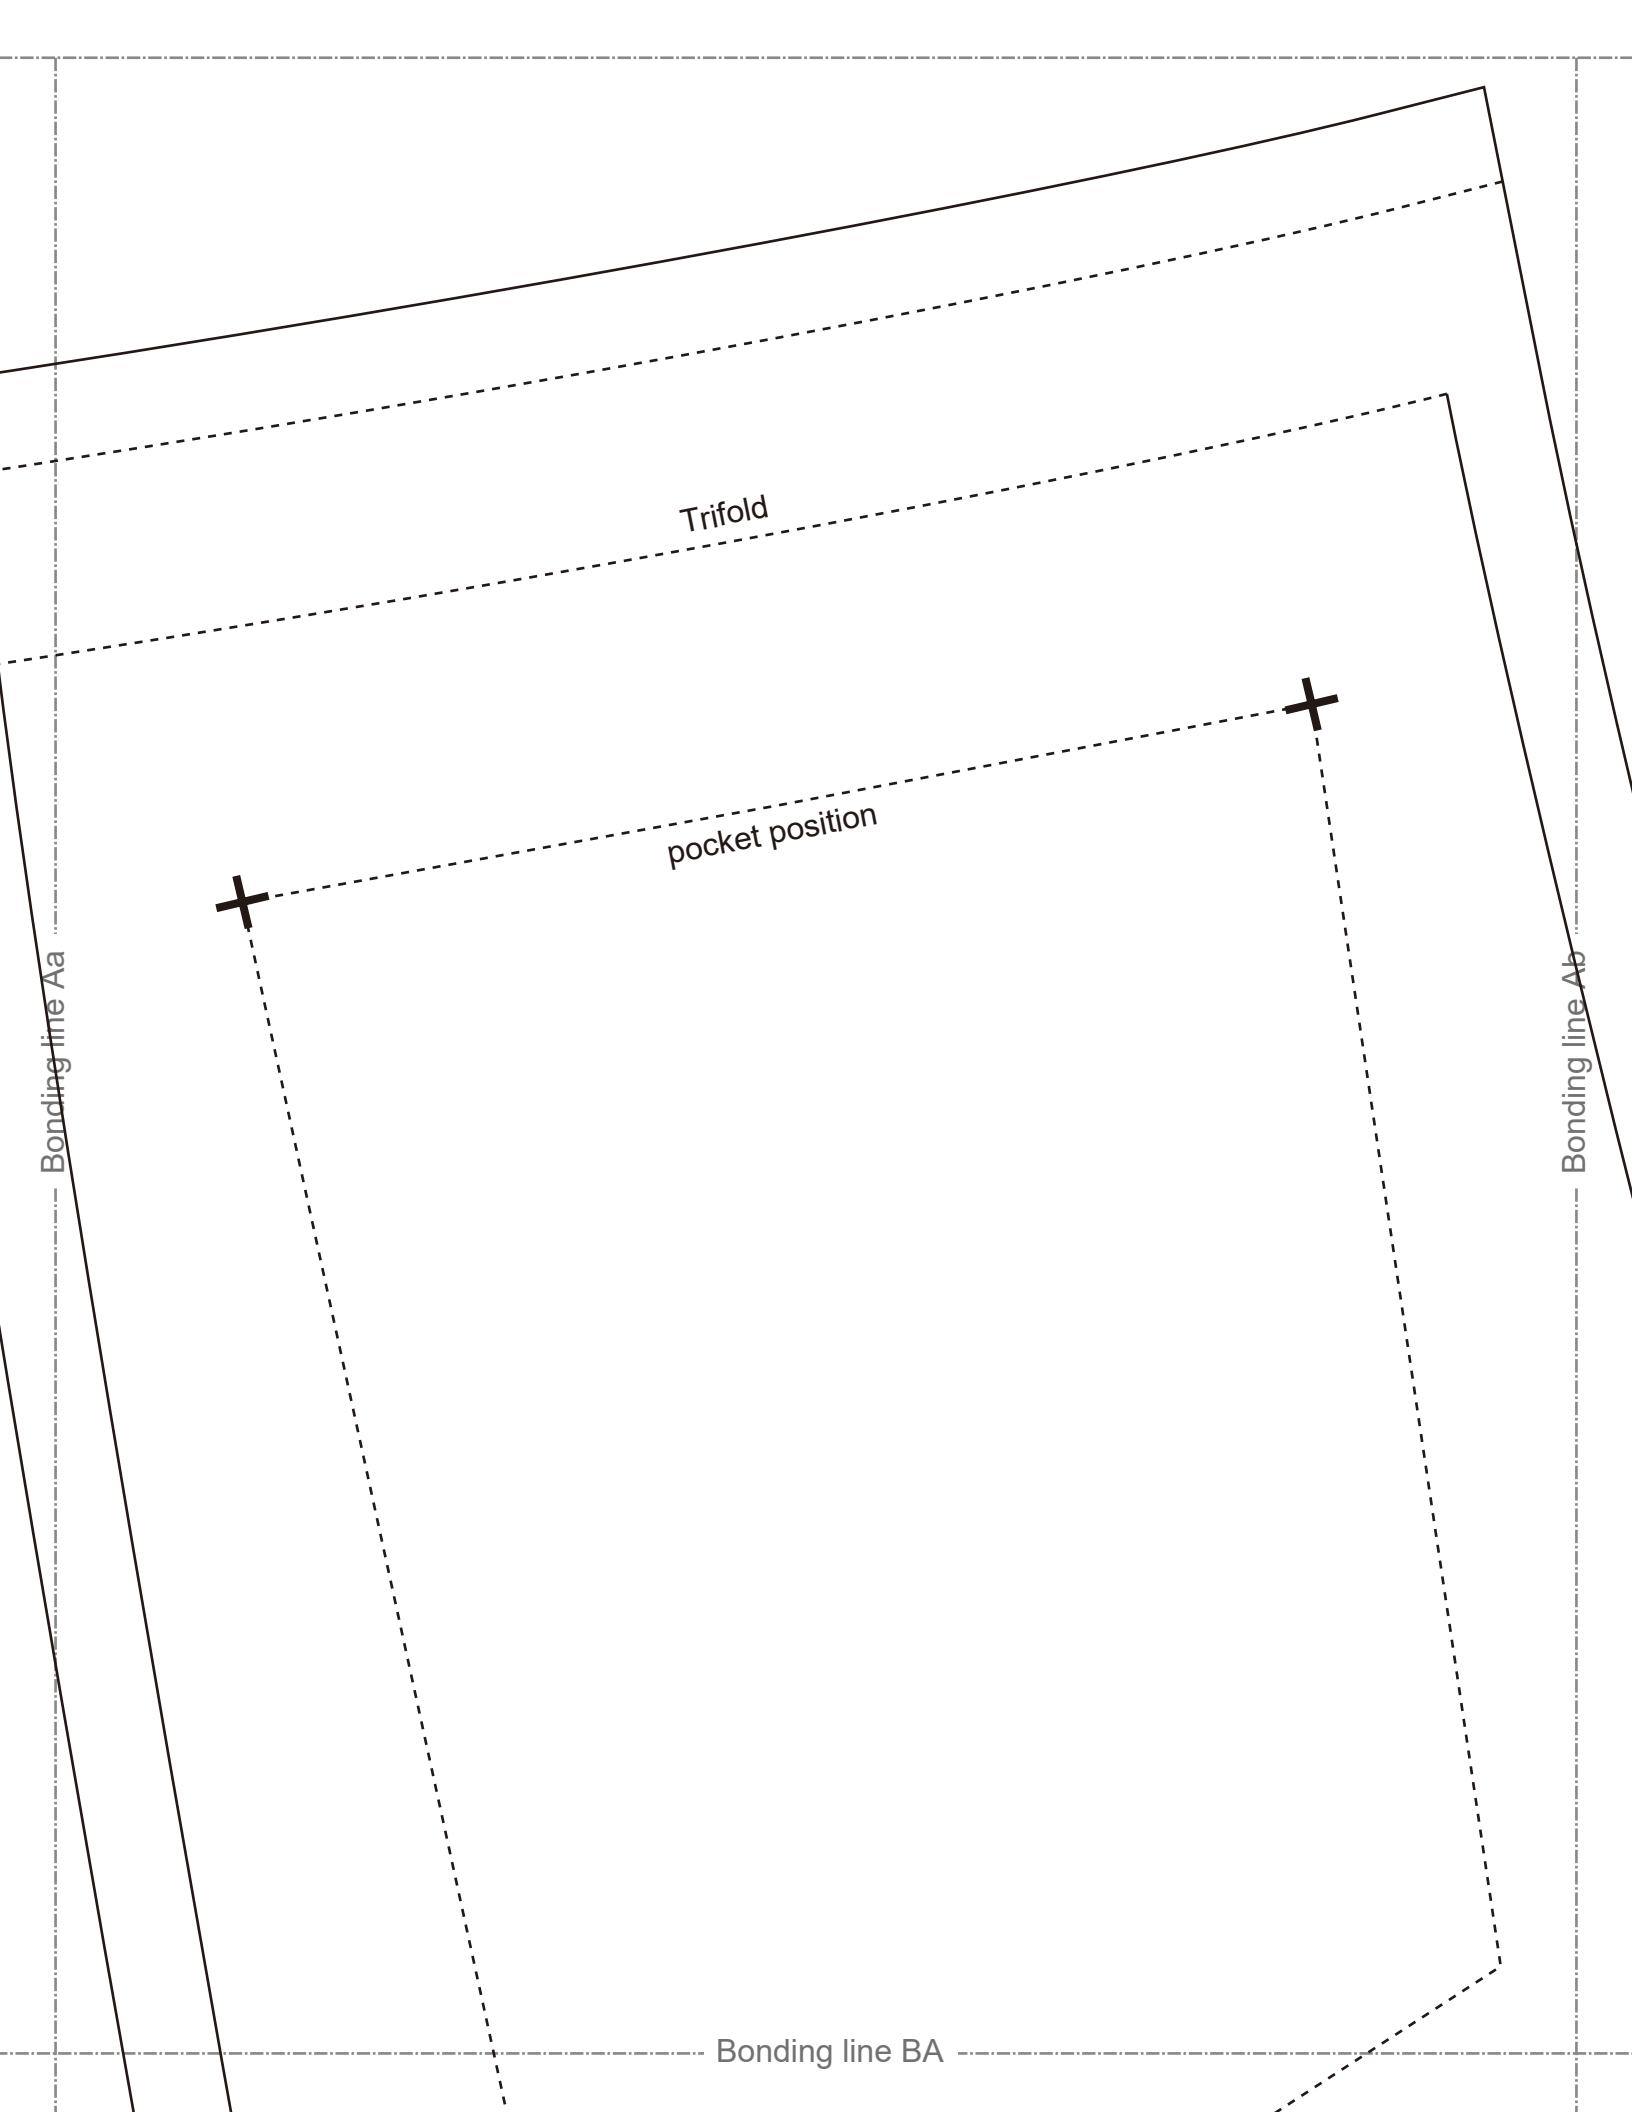 Trifold
pocket position
Bonding line Aa
Bonding line Ab
Bonding line BA